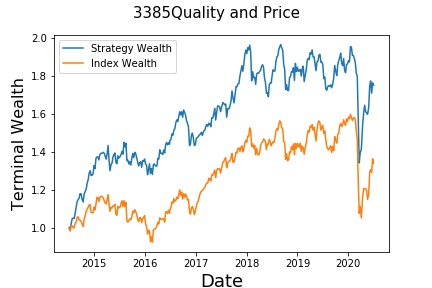 3385Quality and Price
Strategy Wealth
Index Wealth
Terminal Wealth
2.0
1.8
1.6
1.4
1.2
1.0
2015 2016 2017 2018 2019 2020
Date